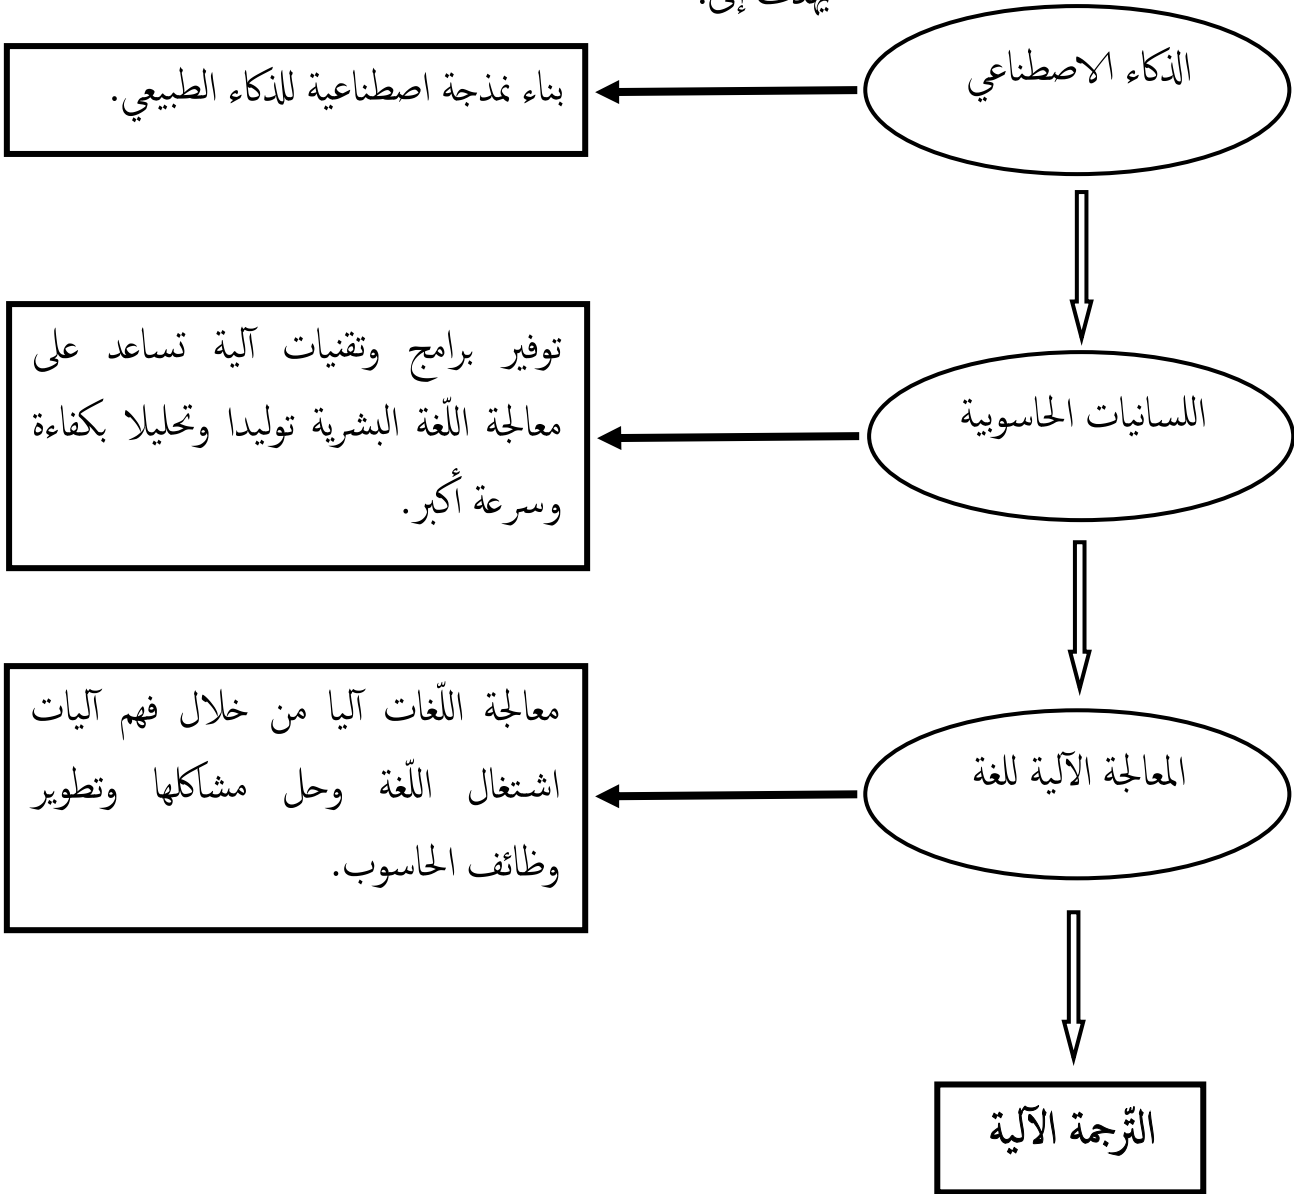 يهدف إلى:
الذكاء الاصطناعي
بناء نمذجة اصطناعية للذكاء الطبيعي.
اللسانيات الحاسوبية
توفير برامج وتقنيات آلية تساعد على
معالجة اللّغة البشرية توليدا وتحليلا بكفاءة
وسرعة أكبر.
المعالجة الآلية للغة
معالجة اللّغات آليا من خلال فهم آليات
اشتغال اللّغة وحل مشاكلها وتطوير
وظائف الحاسوب.
التّرجمة الآلية